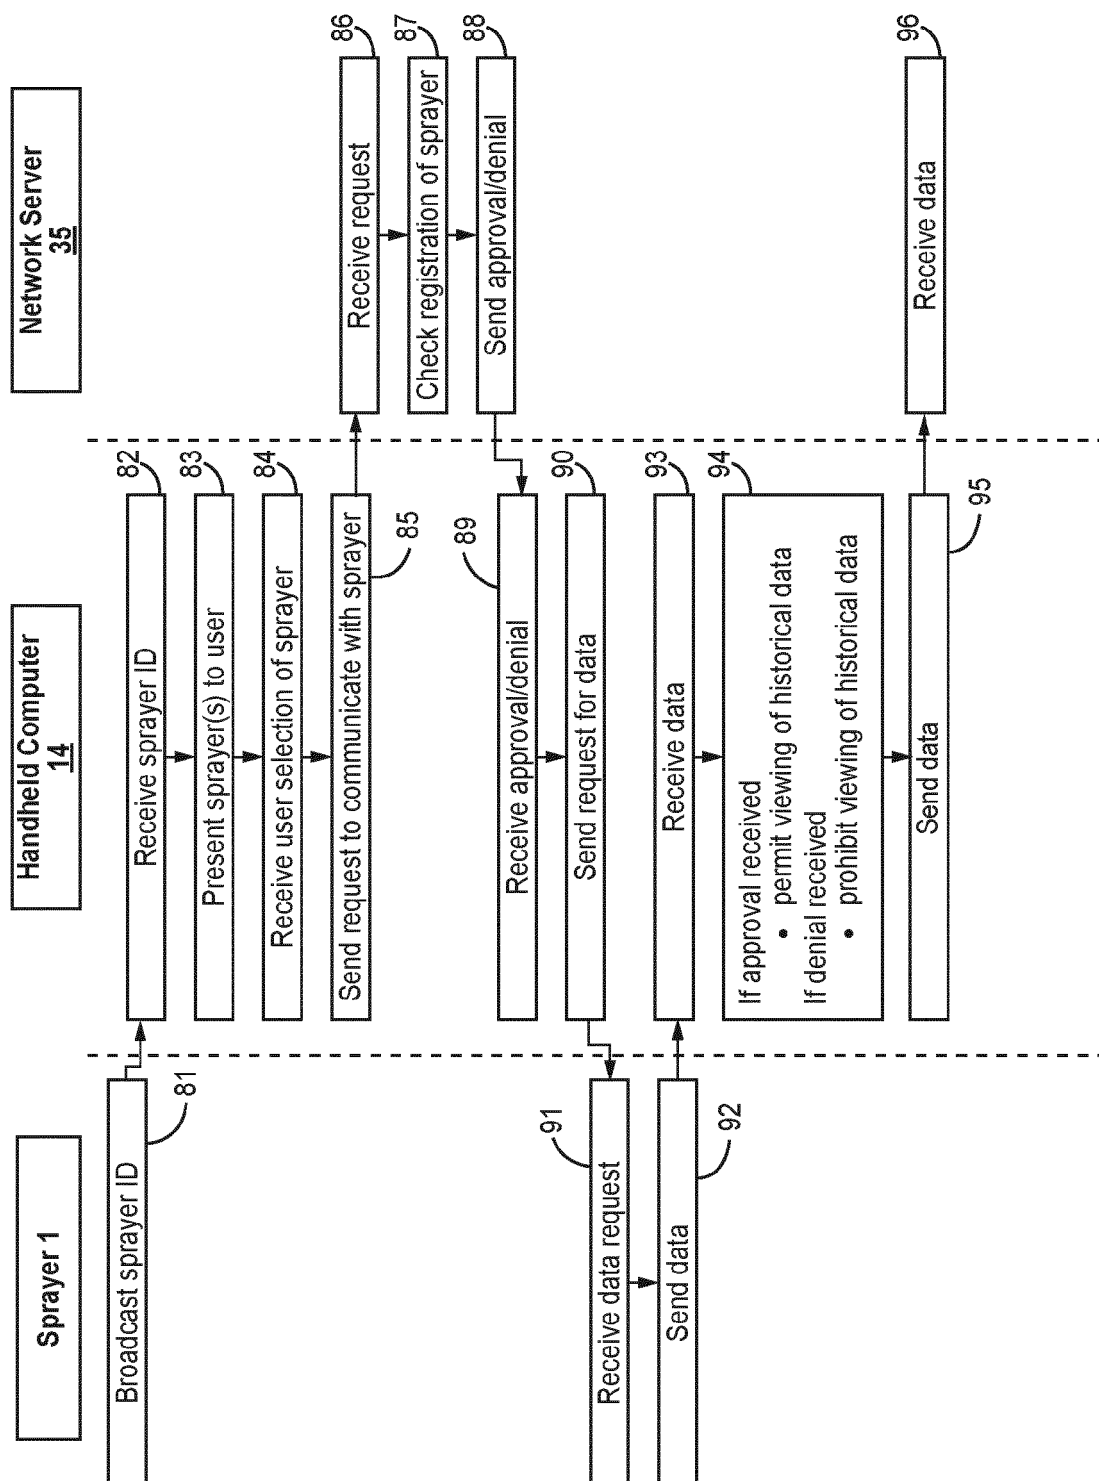 Sprayer 1
Handheld Computer
14
Network Server
35
Broadcast sprayer ID
81
Receive sprayer ID
82
Present sprayer(s) to user
83
Receive user selection of sprayer
84
Send request to communicate with sprayer
85
Receive request
86
Check registration of sprayer
87
Send approval/denial
88
Receive approval/denial
89
Send request for data
90
Receive data request
91
Send data
92
Receive data
93
If approval received
• permit viewing of historical data
If denial received
• prohibit viewing of historical data
94
Send data
95
Receive data
96